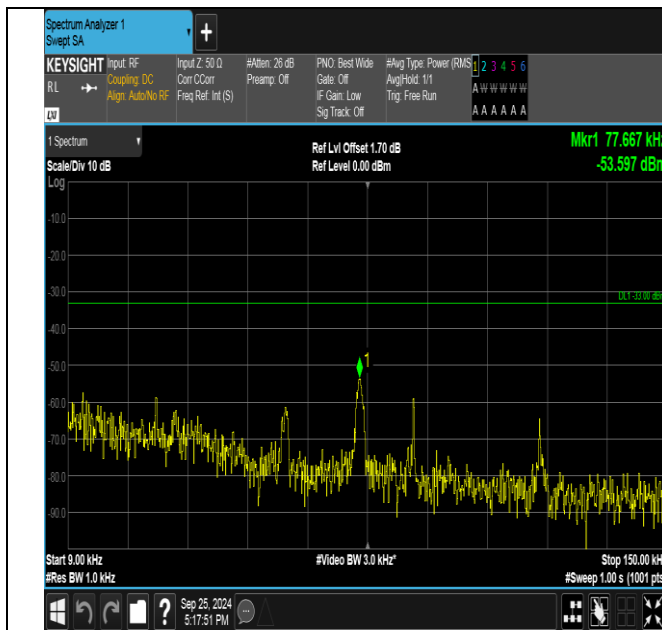 Spectrum Analyzer 1
Swept SA
+
KEYSIGHT
RL
LXI
Input: RF
Coupling: DC
Align: Auto/No RF
Input Z: 50 Ω
Corr CCorr
Freq Ref: Int (S)
#Atten: 26 dB
Preamp: Off
PNO: Best Wide
Gate: Off
IF Gain: Low
Sig Track: Off
#Avg Type: Power (RMS
Avg|Hold: 1/1
Trig: Free Run
1 2 3 4 5 6
A W W W W W
A A A A A A
1 Spectrum
Scale/Div 10 dB
Ref Lvl Offset 1.70 dB
Ref Level 0.00 dBm
Mkr1 77.667 kHz
-53.597 dBm
Log
-10.0
-20.0
-30.0
DL1 -33.00 dBm
-40.0
-50.0
1
-60.0
-70.0
-80.0
-90.0
Start 9.00 kHz
#Res BW 1.0 kHz
#Video BW 3.0 kHz*
Stop 150.00 kHz
#Sweep 1.00 s (1001 pts)
?
Sep 25, 2024
5:17:51 PM